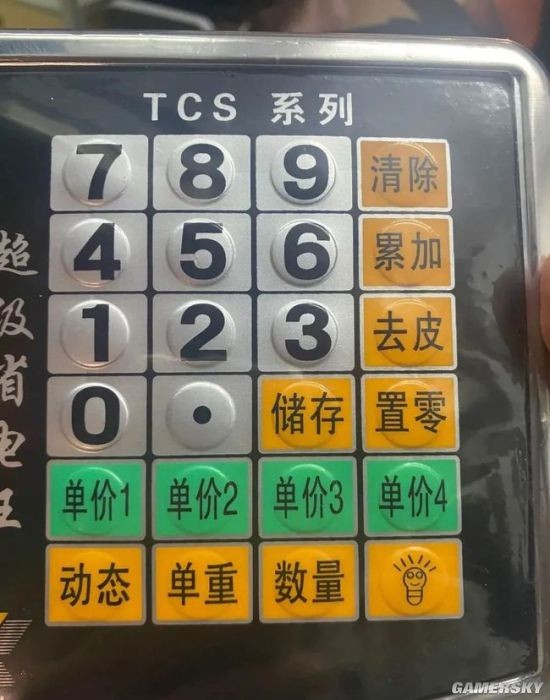 TCS 系列
7 8 9 清除
4 5 6 累加
1 2 3 去皮
0 · 储存 置零
单价1 单价2 单价3 单价4
动态 单重 数量
超级省电王
GAMERSKY